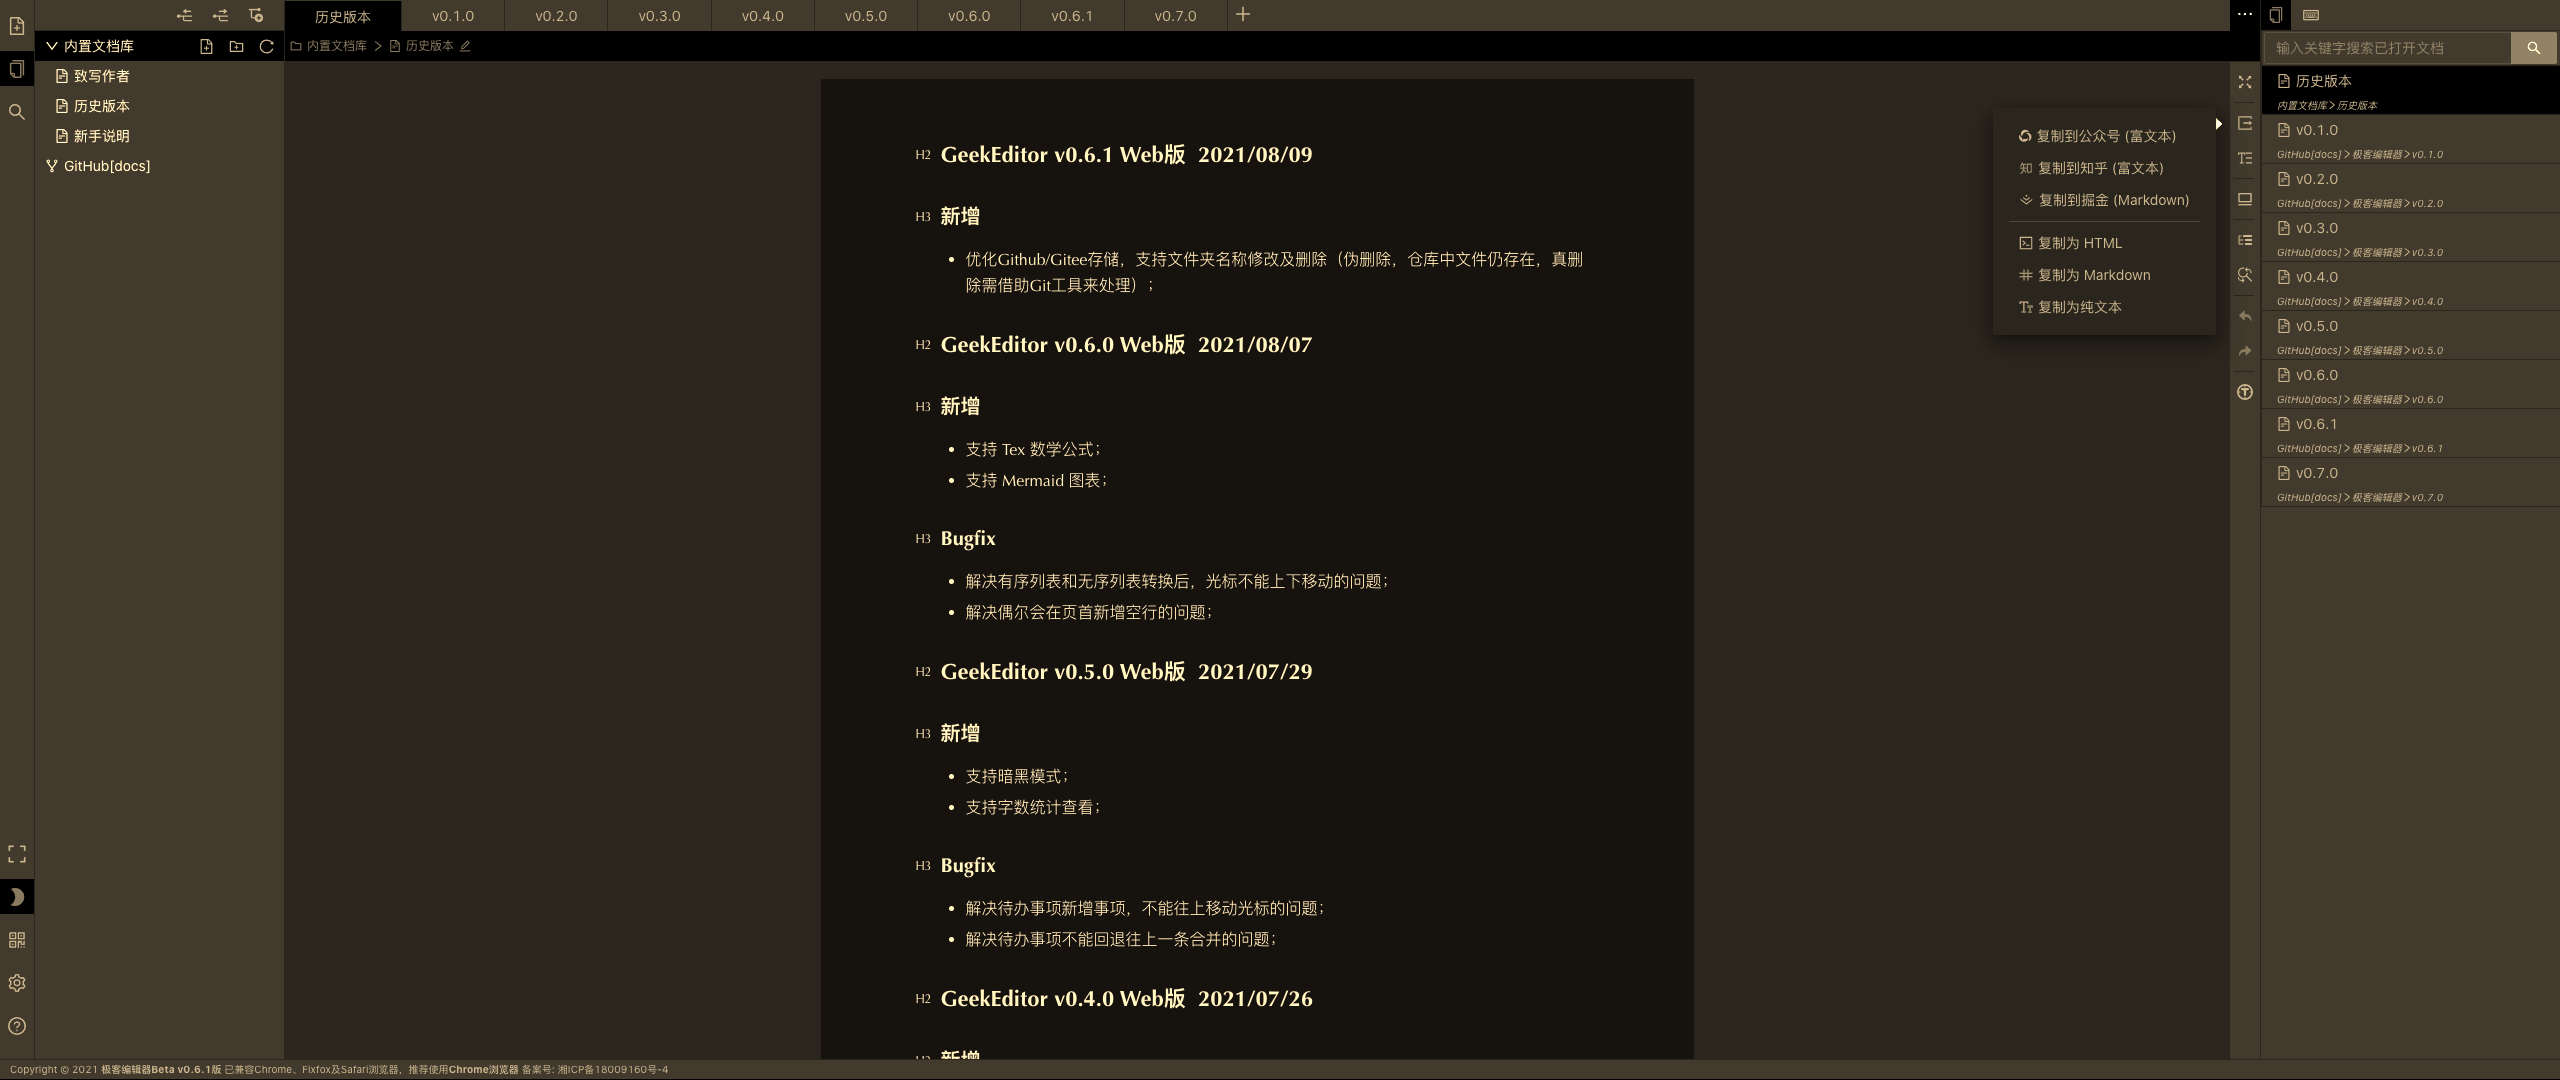 历史版本
v0.1.0
v0.2.0
v0.3.0
v0.4.0
v0.5.0
v0.6.0
v0.6.1
v0.7.0
内置文档库
致写作者
历史版本
新手说明
GitHub[docs]
内置文档库 > 历史版本
H2 GeekEditor v0.6.1 Web版 2021/08/09
H3 新增
• 优化Github/Gitee存储，支持文件夹名称修改及删除（伪删除，仓库中文件仍存在，真删
除需借助Git工具来处理）；
H2 GeekEditor v0.6.0 Web版 2021/08/07
H3 新增
• 支持 Tex 数学公式；
• 支持 Mermaid 图表；
H3 Bugfix
• 解决有序列表和无序列表转换后，光标不能上下移动的问题；
• 解决偶尔会在页首新增空行的问题；
H2 GeekEditor v0.5.0 Web版 2021/07/29
H3 新增
• 支持暗黑模式；
• 支持字数统计查看；
H3 Bugfix
• 解决待办事项新增事项，不能往上移动光标的问题；
• 解决待办事项不能回退往上一条合并的问题；
H2 GeekEditor v0.4.0 Web版 2021/07/26
H3 新增
复制到公众号 (富文本)
知 复制到知乎 (富文本)
复制到掘金 (Markdown)
复制为 HTML
复制为 Markdown
复制为纯文本
输入关键字搜索已打开文档
历史版本
内置文档库 > 历史版本
v0.1.0
GitHub[docs] > 极客编辑器 > v0.1.0
v0.2.0
GitHub[docs] > 极客编辑器 > v0.2.0
v0.3.0
GitHub[docs] > 极客编辑器 > v0.3.0
v0.4.0
GitHub[docs] > 极客编辑器 > v0.4.0
v0.5.0
GitHub[docs] > 极客编辑器 > v0.5.0
v0.6.0
GitHub[docs] > 极客编辑器 > v0.6.0
v0.6.1
GitHub[docs] > 极客编辑器 > v0.6.1
v0.7.0
GitHub[docs] > 极客编辑器 > v0.7.0
Copyright © 2021 极客编辑器Beta v0.6.1版 已兼容Chrome、Fixfox及Safari浏览器，推荐使用Chrome浏览器 备案号: 湘ICP备18009160号-4